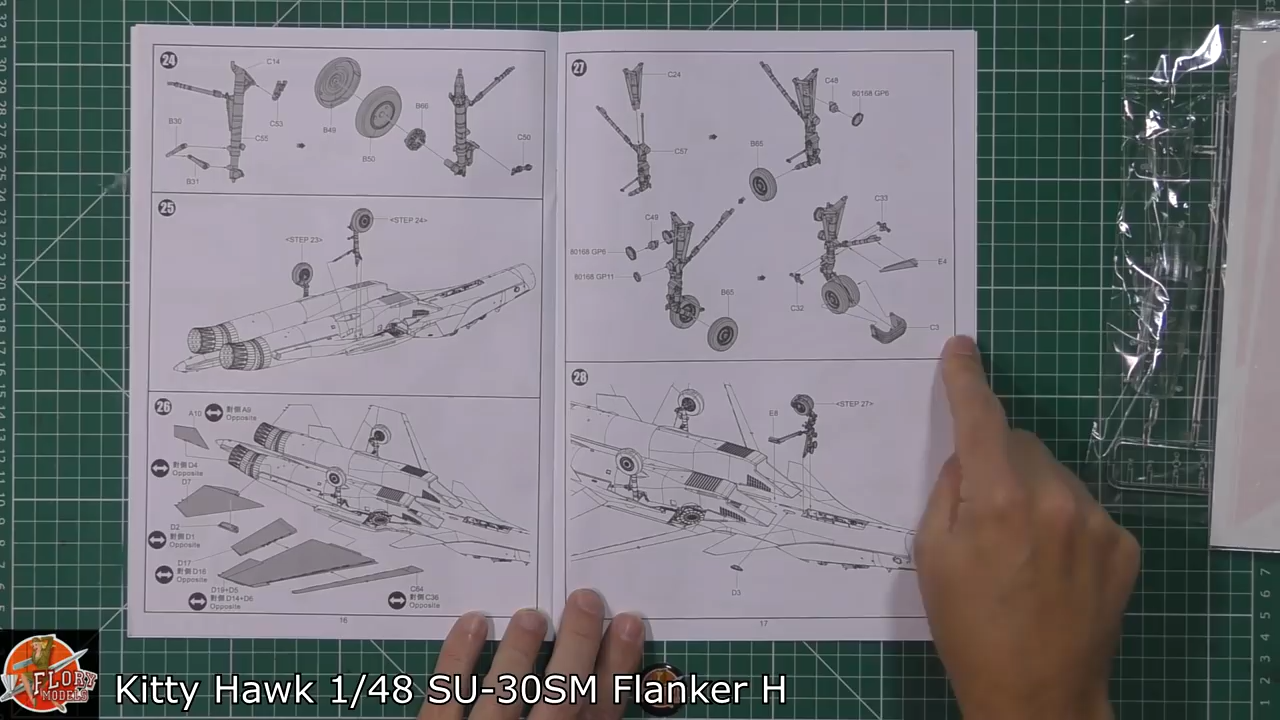 24
C14
C53
B30
C55
B31
B49
B50
B66
C50
25
<STEP 24>
<STEP 23>
26
A10
對側 A9
Opposite
對側 D4
Opposite
D7
D2
對側 D1
Opposite
D17
對側 D16
Opposite
D19+D5
對側 D14+D6
Opposite
C64
對側 C36
Opposite
16
27
C24
C57
C48
80168 GP6
B65
C49
80168 GP6
80168 GP11
B65
C33
E4
C32
C3
28
E8
<STEP 27>
D3
17
FLORY
MODELS
Kitty Hawk 1/48 SU-30SM Flanker H